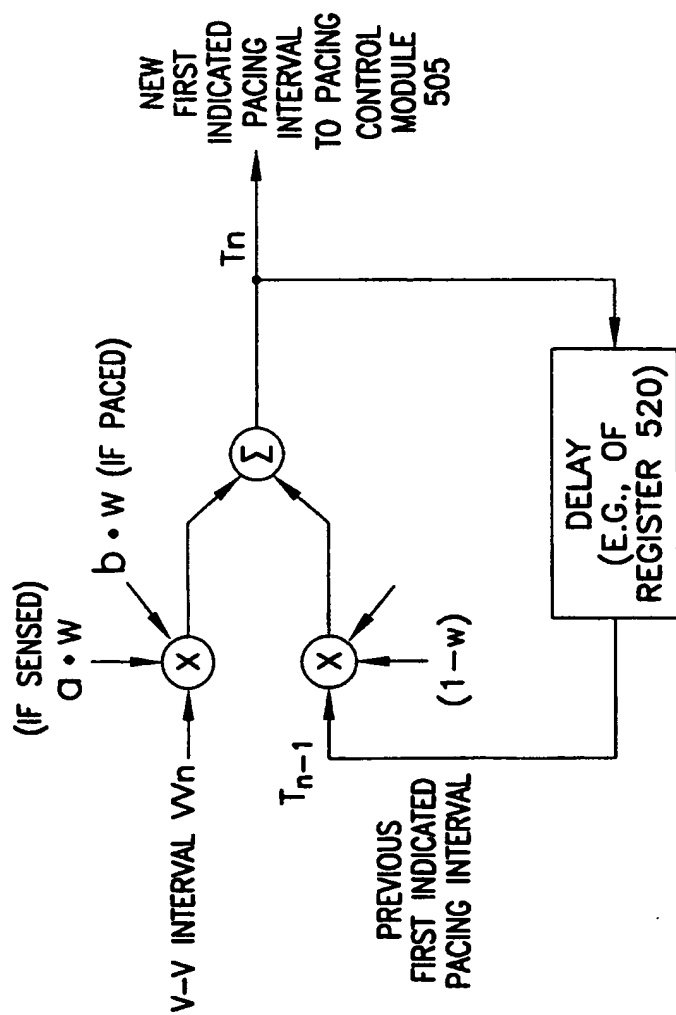 (IF SENSED)
a • w
b • w (IF PACED)
V–V INTERVAL VVn
X
Σ
Tn
NEW
FIRST
INDICATED
PACING
INTERVAL
TO PACING
CONTROL
MODULE
505
Tn–1
X
(1–w)
PREVIOUS
FIRST INDICATED
PACING INTERVAL
DELAY
(E.G., OF
REGISTER 520)